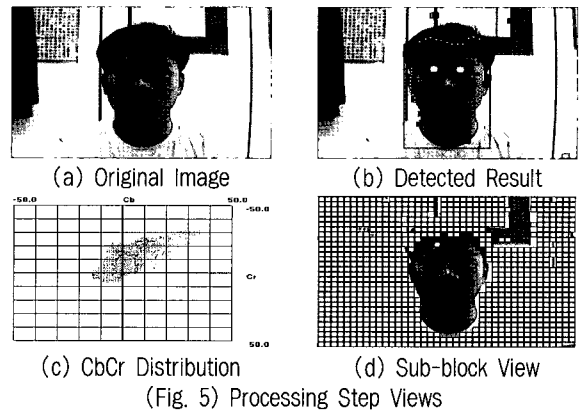 (a) Original Image
(b) Detected Result
-50.0 Cb 50.0
-50.0
Cr
50.0
(c) CbCr Distribution
(d) Sub-block View
(Fig. 5) Processing Step Views